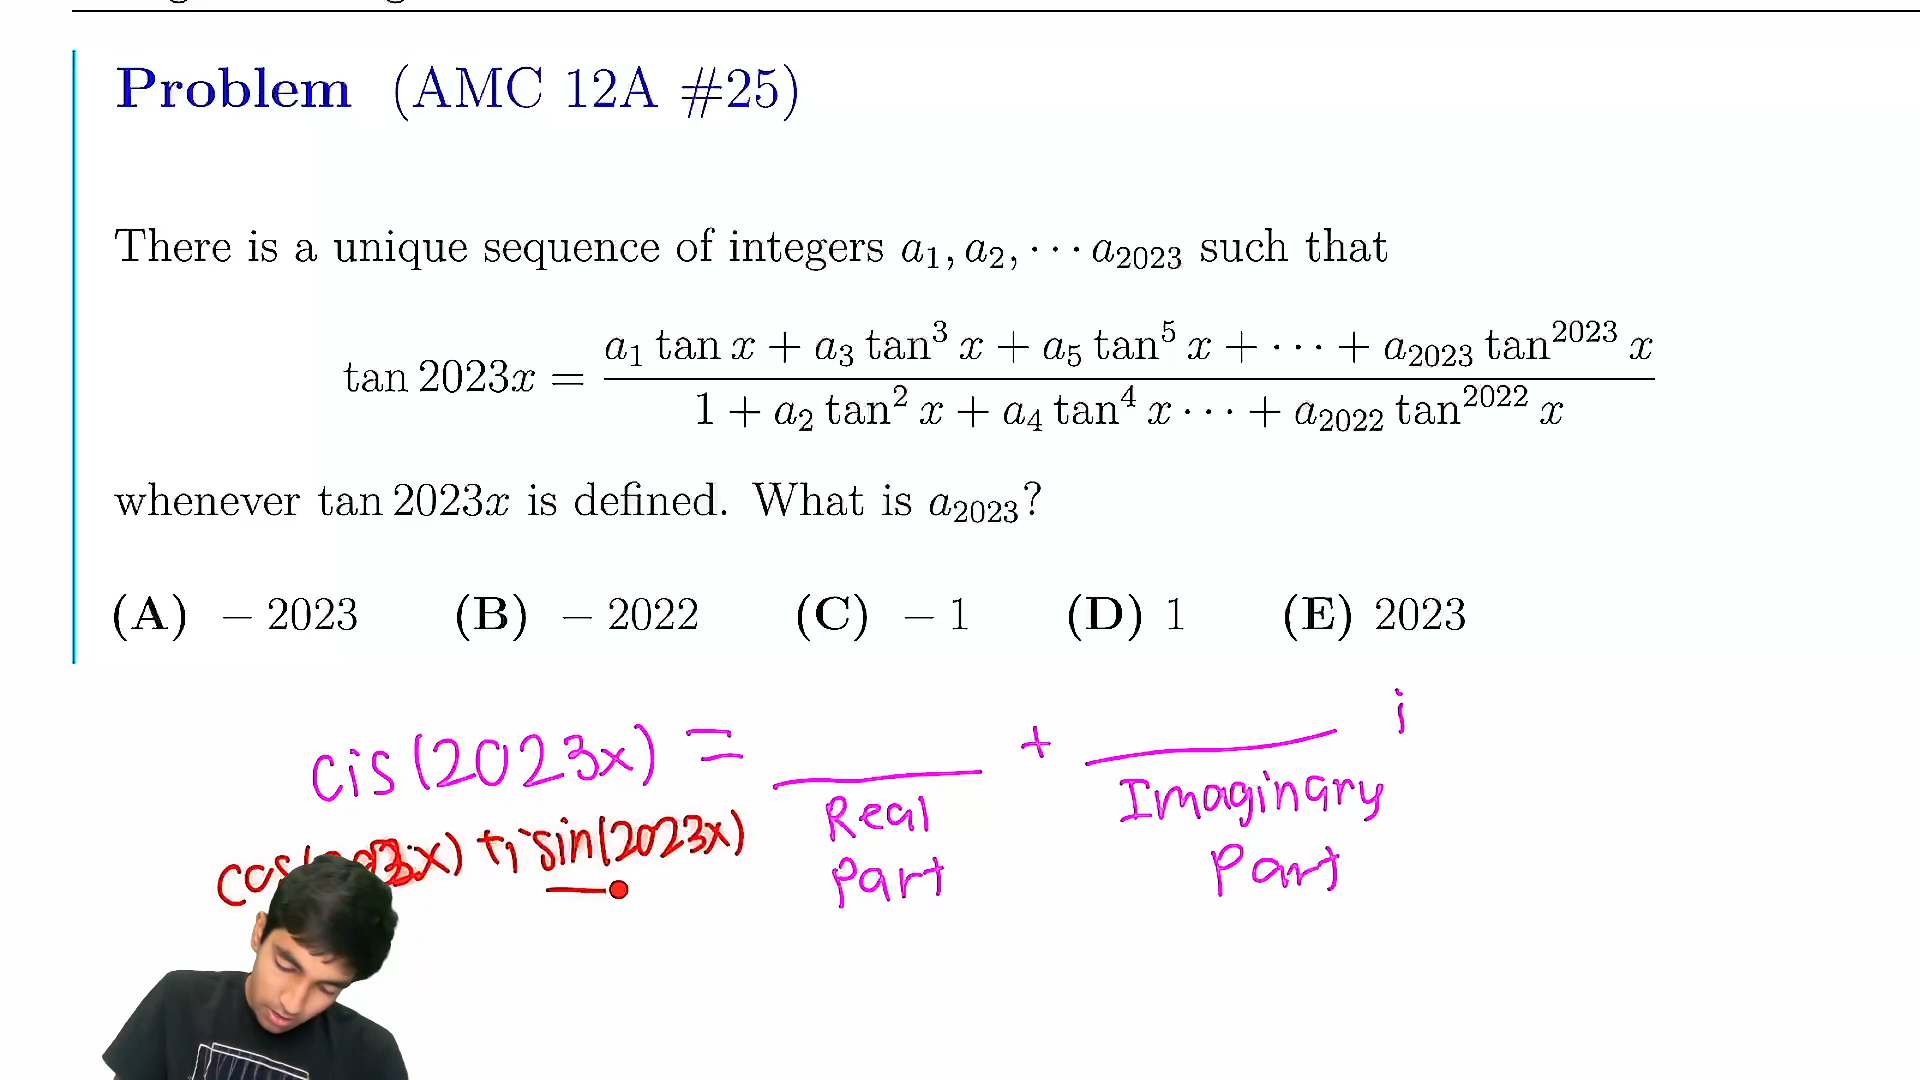 Problem (AMC 12A #25)
There is a unique sequence of integers a₁, a₂, ⋯ a₂₀₂₃ such that
tan 2023x = (a₁ tan x + a₃ tan³ x + a₅ tan⁵ x + ⋯ + a₂₀₂₃ tan²⁰²³ x) / (1 + a₂ tan² x + a₄ tan⁴ x ⋯ + a₂₀₂₂ tan²⁰²² x)
whenever tan 2023x is defined. What is a₂₀₂₃?
(A) − 2023 (B) − 2022 (C) − 1 (D) 1 (E) 2023
cis(2023x) = ____ + ____ i
Real Part
Imaginary Part
x) + i sin(2023x)